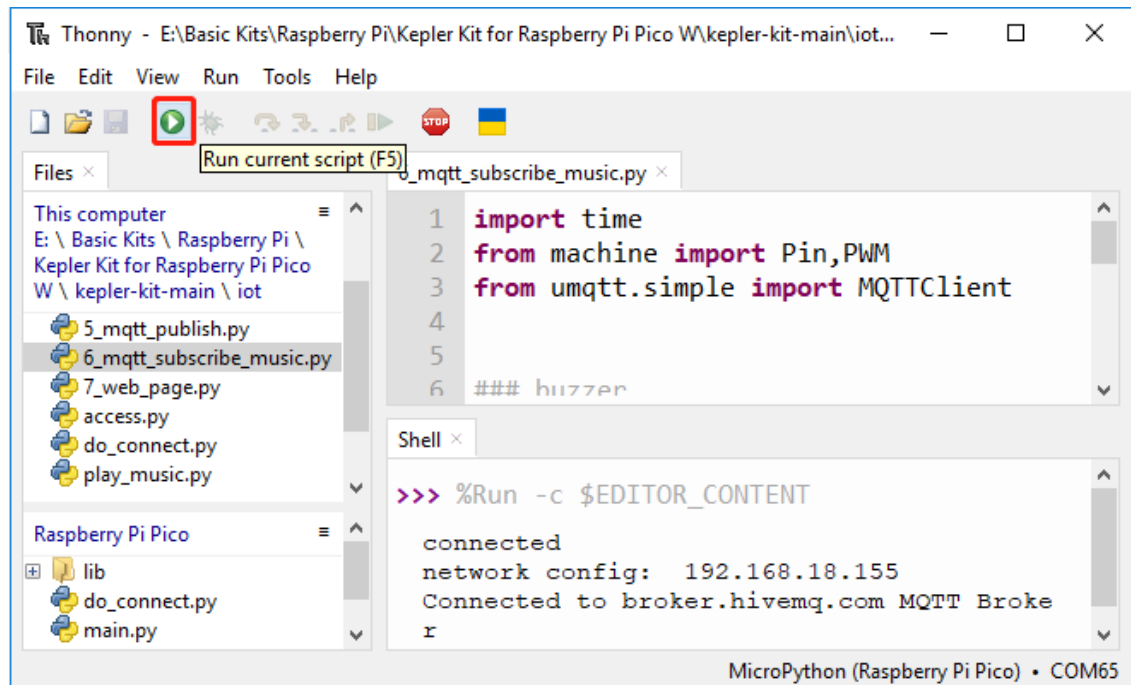 Thonny - E:\Basic Kits\Raspberry Pi\Kepler Kit for Raspberry Pi Pico W\kepler-kit-main\iot...
File Edit View Run Tools Help
STOP
Run current script (F5)
Files
This computer
E: \ Basic Kits \ Raspberry Pi \
Kepler Kit for Raspberry Pi Pico
W \ kepler-kit-main \ iot
5_mqtt_publish.py
6_mqtt_subscribe_music.py
7_web_page.py
access.py
do_connect.py
play_music.py
Raspberry Pi Pico
lib
do_connect.py
main.py
6_mqtt_subscribe_music.py
1 import time
2 from machine import Pin,PWM
3 from umqtt.simple import MQTTClient
4
5
6 ### buzzer
Shell
>>> %Run -c $EDITOR_CONTENT
connected
network config:  192.168.18.155
Connected to broker.hivemq.com MQTT Broke
r
MicroPython (Raspberry Pi Pico) • COM65